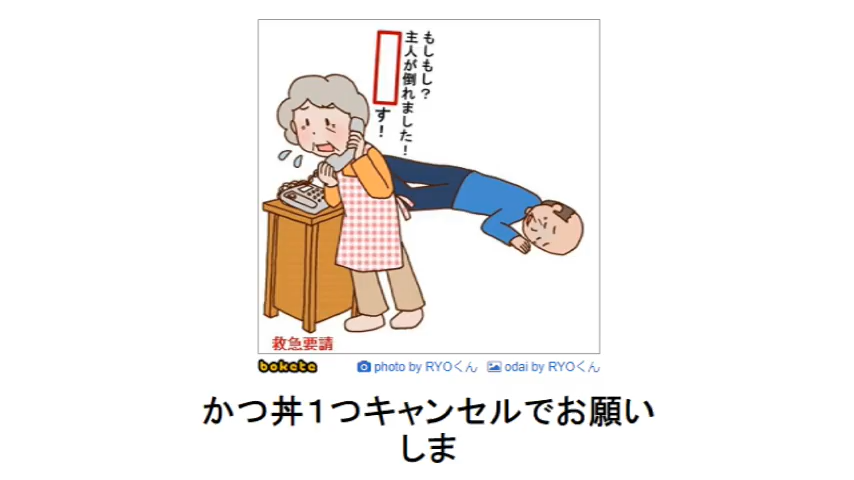 もしもし？
主人が倒れました！
す！
救急要請
bokete
photo by RYOくん odai by RYOくん
かつ丼１つキャンセルでお願い
しま